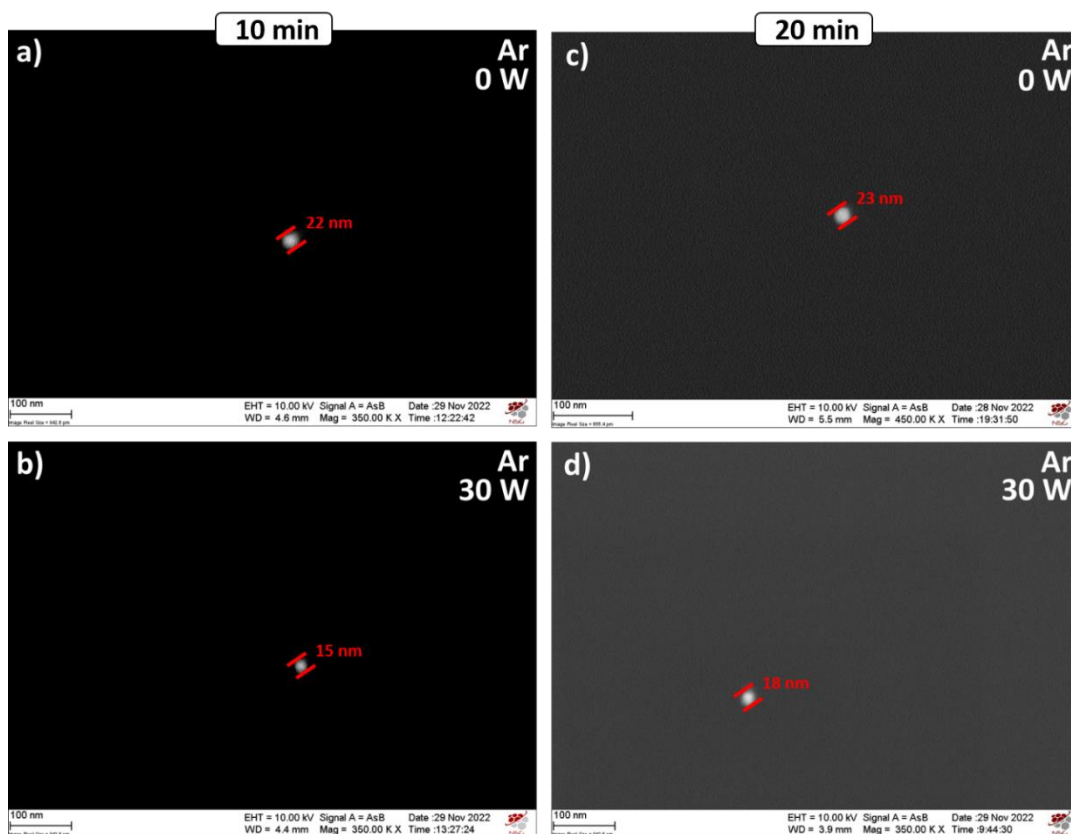 10 min
a)
Ar
0 W
22 nm
100 nm
EHT = 10.00 kV Signal A = AsB Date :29 Nov 2022
WD = 4.6 mm Mag = 350.00 K X Time :12:22:42
20 min
c)
Ar
0 W
23 nm
100 nm
EHT = 10.00 kV Signal A = AsB Date :28 Nov 2022
WD = 5.5 mm Mag = 450.00 K X Time :19:31:50
b)
Ar
30 W
15 nm
100 nm
EHT = 10.00 kV Signal A = AsB Date :29 Nov 2022
WD = 4.4 mm Mag = 350.00 K X Time :13:27:24
d)
Ar
30 W
18 nm
100 nm
EHT = 10.00 kV Signal A = AsB Date :29 Nov 2022
WD = 3.9 mm Mag = 350.00 K X Time :9:44:30